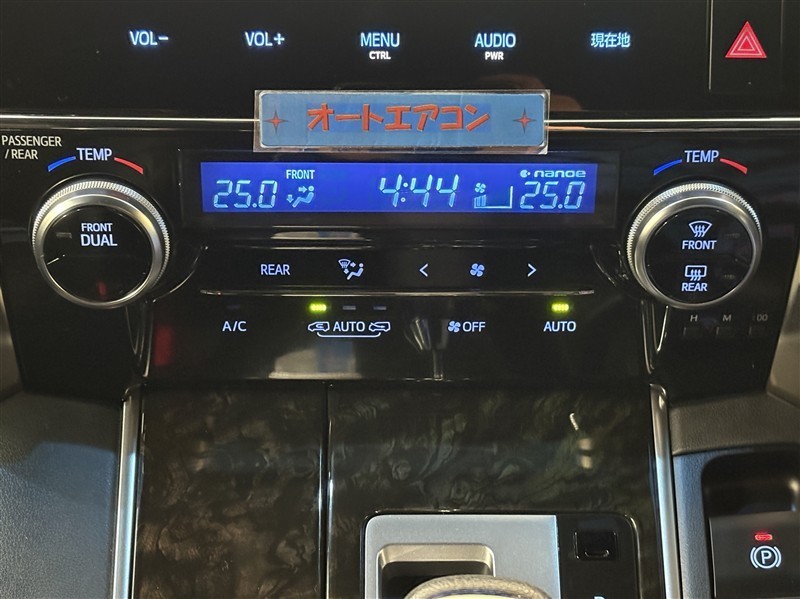 VOL− VOL+ MENU CTRL AUDIO PWR 現在地
オートエアコン
PASSENGER / REAR
TEMP
TEMP
FRONT
nanoe
25.0 4:44 25.0
FRONT DUAL
FRONT
REAR
REAR < >
A/C AUTO OFF AUTO
H M :00
P